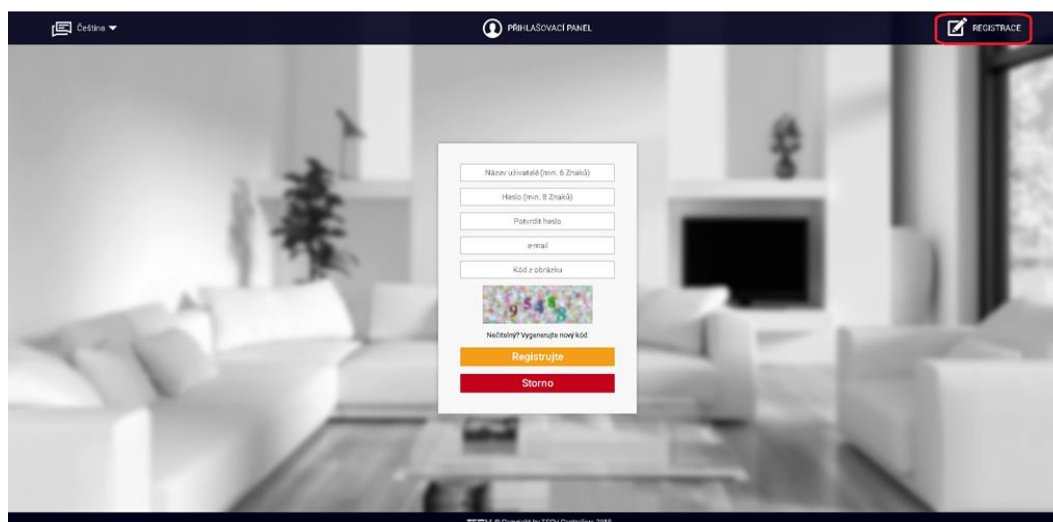 Čeština
PŘIHLAŠOVACÍ PANEL
REGISTRACE
Název uživatelé (min. 6 Znaků)
Heslo (min. 8 Znaků)
Potvrdit heslo
e-mail
Kód z obrázku
Nečitelný? Vygenerujte nový kód
Registrujte
Storno